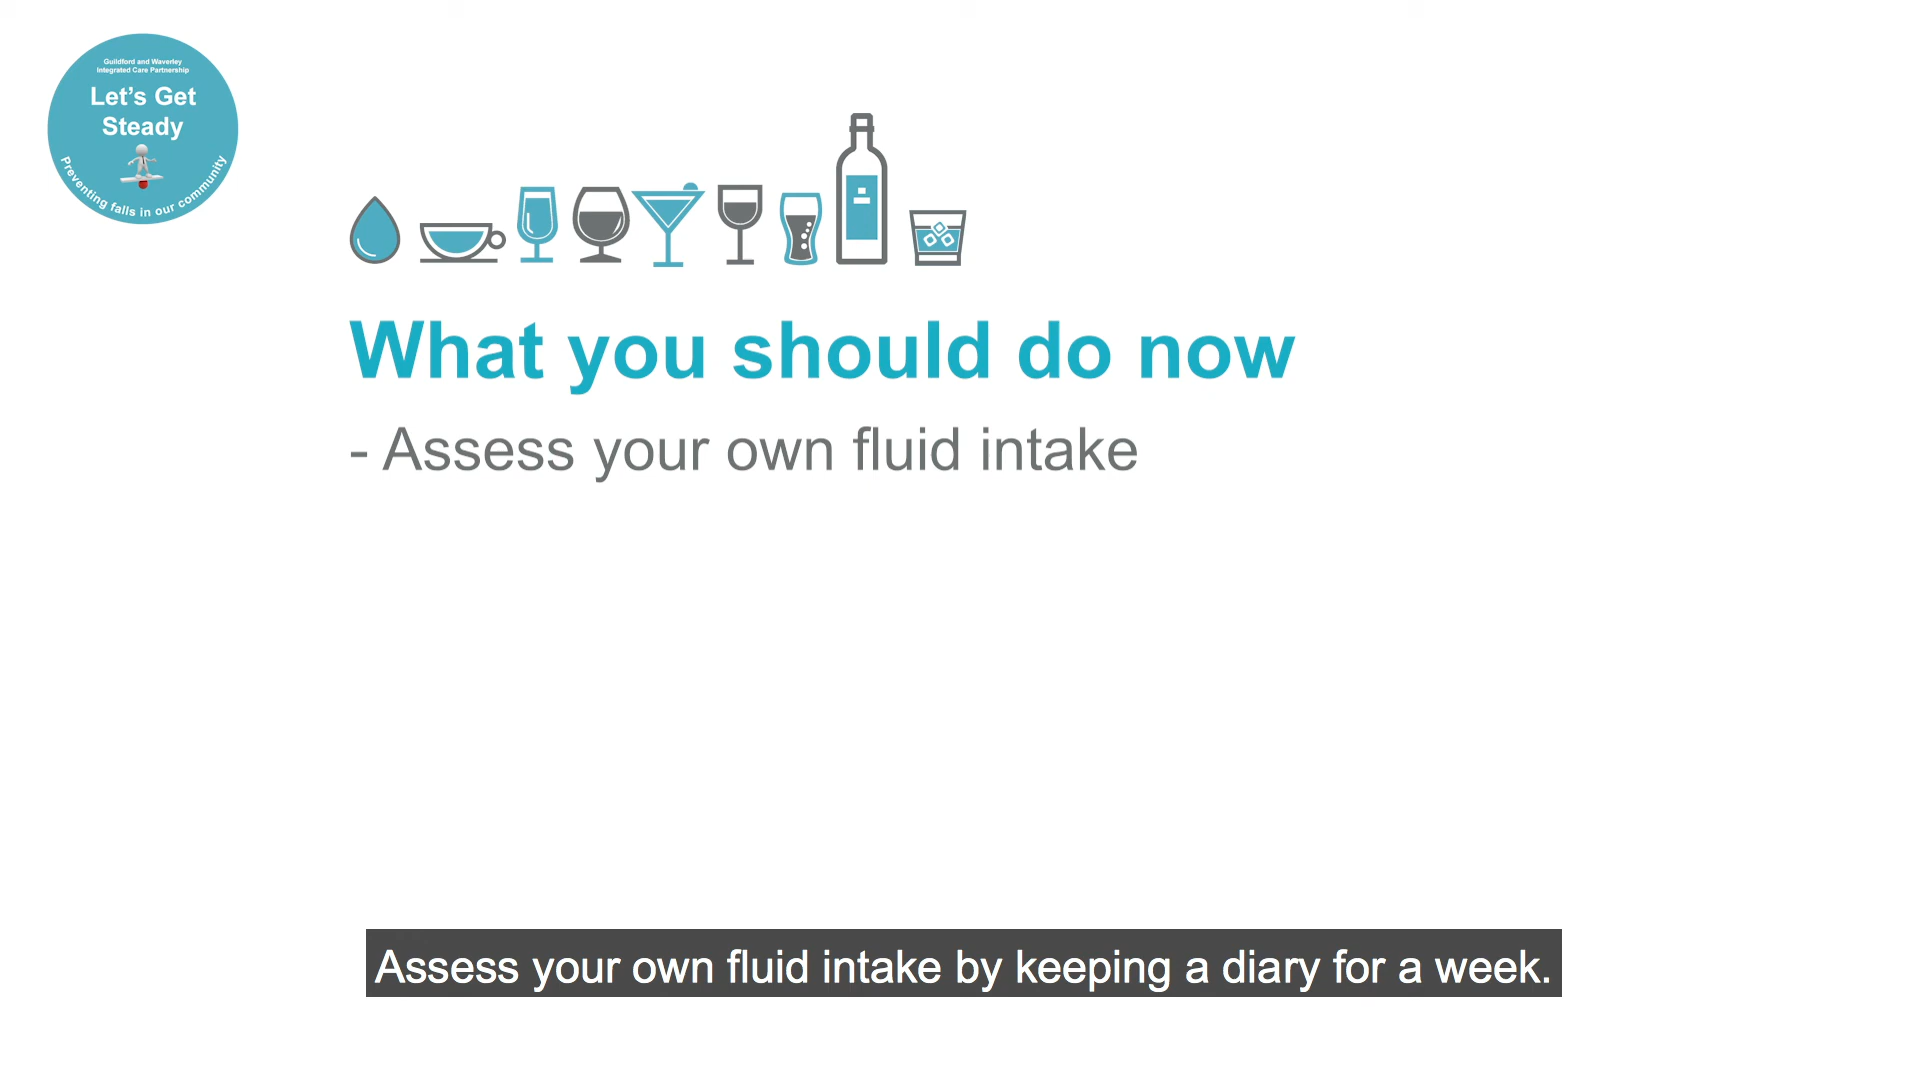 Guildford and Waverley
Integrated Care Partnership
Let's Get
Steady
Preventing falls in our community
What you should do now
- Assess your own fluid intake
Assess your own fluid intake by keeping a diary for a week.